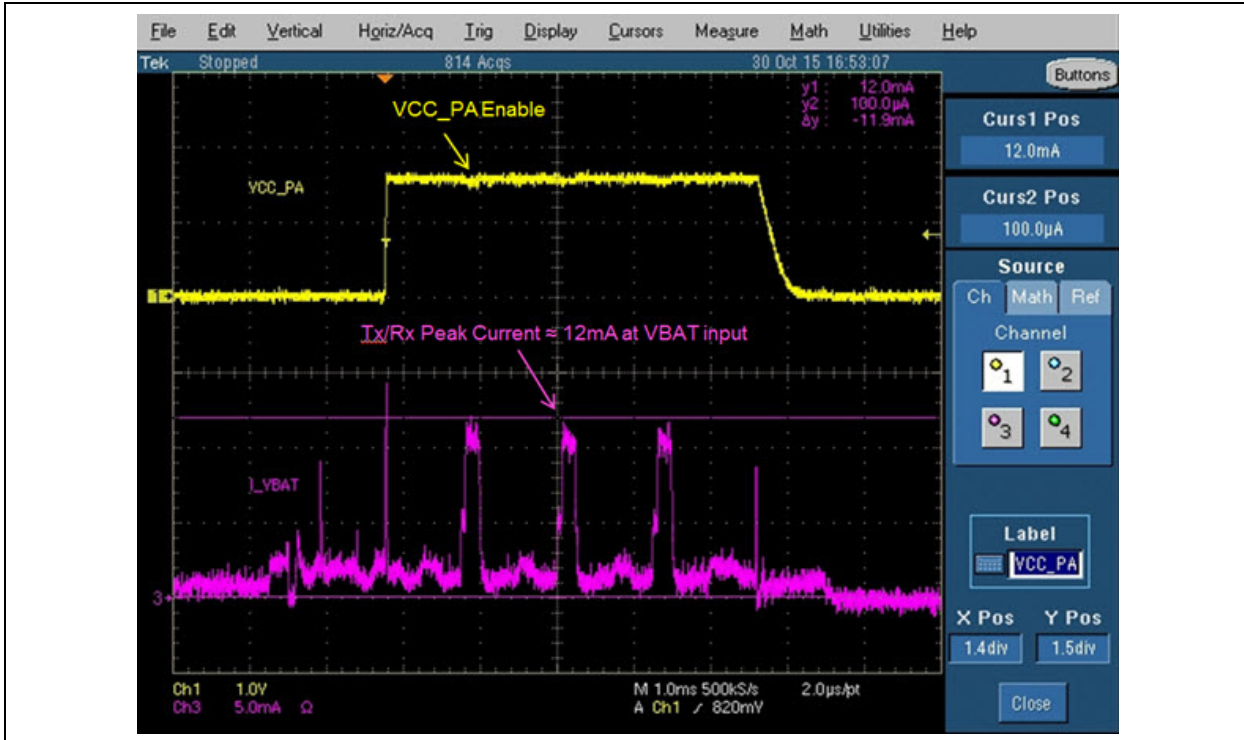 File Edit Vertical Horiz/Acq Trig Display Cursors Measure Math Utilities Help
Tek Stopped 814 Acqs 30 Oct 15 16:53:07
Buttons
y1 : 12.0mA
y2 : 100.0µA
Δy : -11.9mA
VCC_PA Enable
VCC_PA
Curs1 Pos
12.0mA
Curs2 Pos
100.0µA
Source
Ch Math Ref
Channel
1 2
3 4
Tx/Rx Peak Current ≈ 12mA at VBAT input
I_VBAT
3
Label
VCC_PA
X Pos Y Pos
1.4div 1.5div
Close
Ch1 1.0V M 1.0ms 500kS/s 2.0µs/pt
Ch3 5.0mA Ω A Ch1 ∕ 820mV